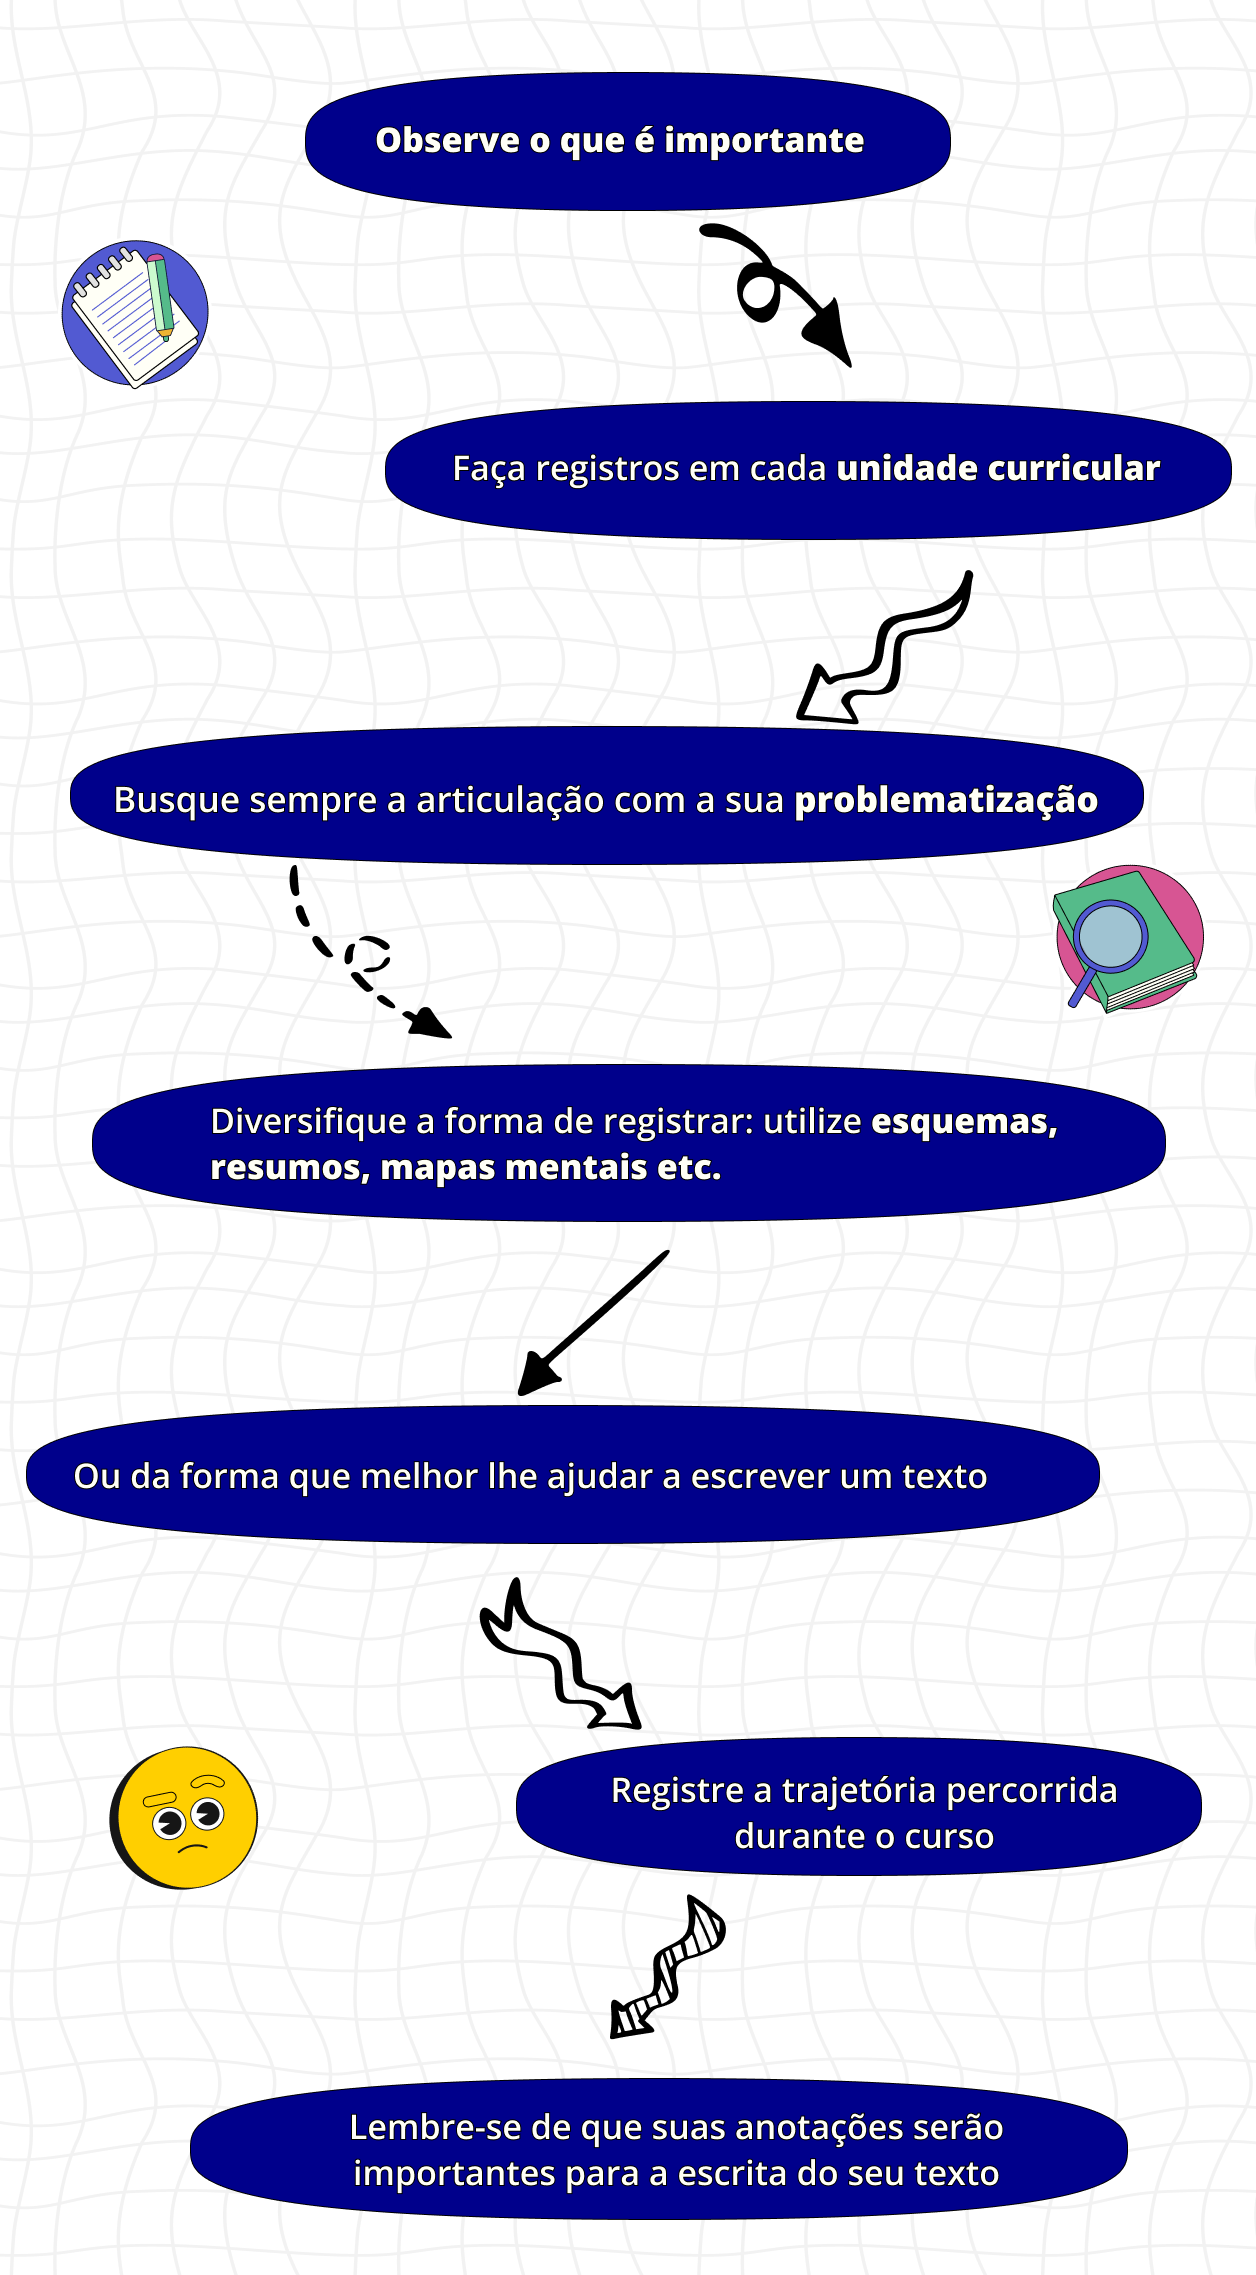 Observe o que é importante
Faça registros em cada unidade curricular
Busque sempre a articulação com a sua problematização
Diversifique a forma de registrar: utilize esquemas,
resumos, mapas mentais etc.
Ou da forma que melhor lhe ajudar a escrever um texto
Registre a trajetória percorrida
durante o curso
Lembre-se de que suas anotações serão
importantes para a escrita do seu texto